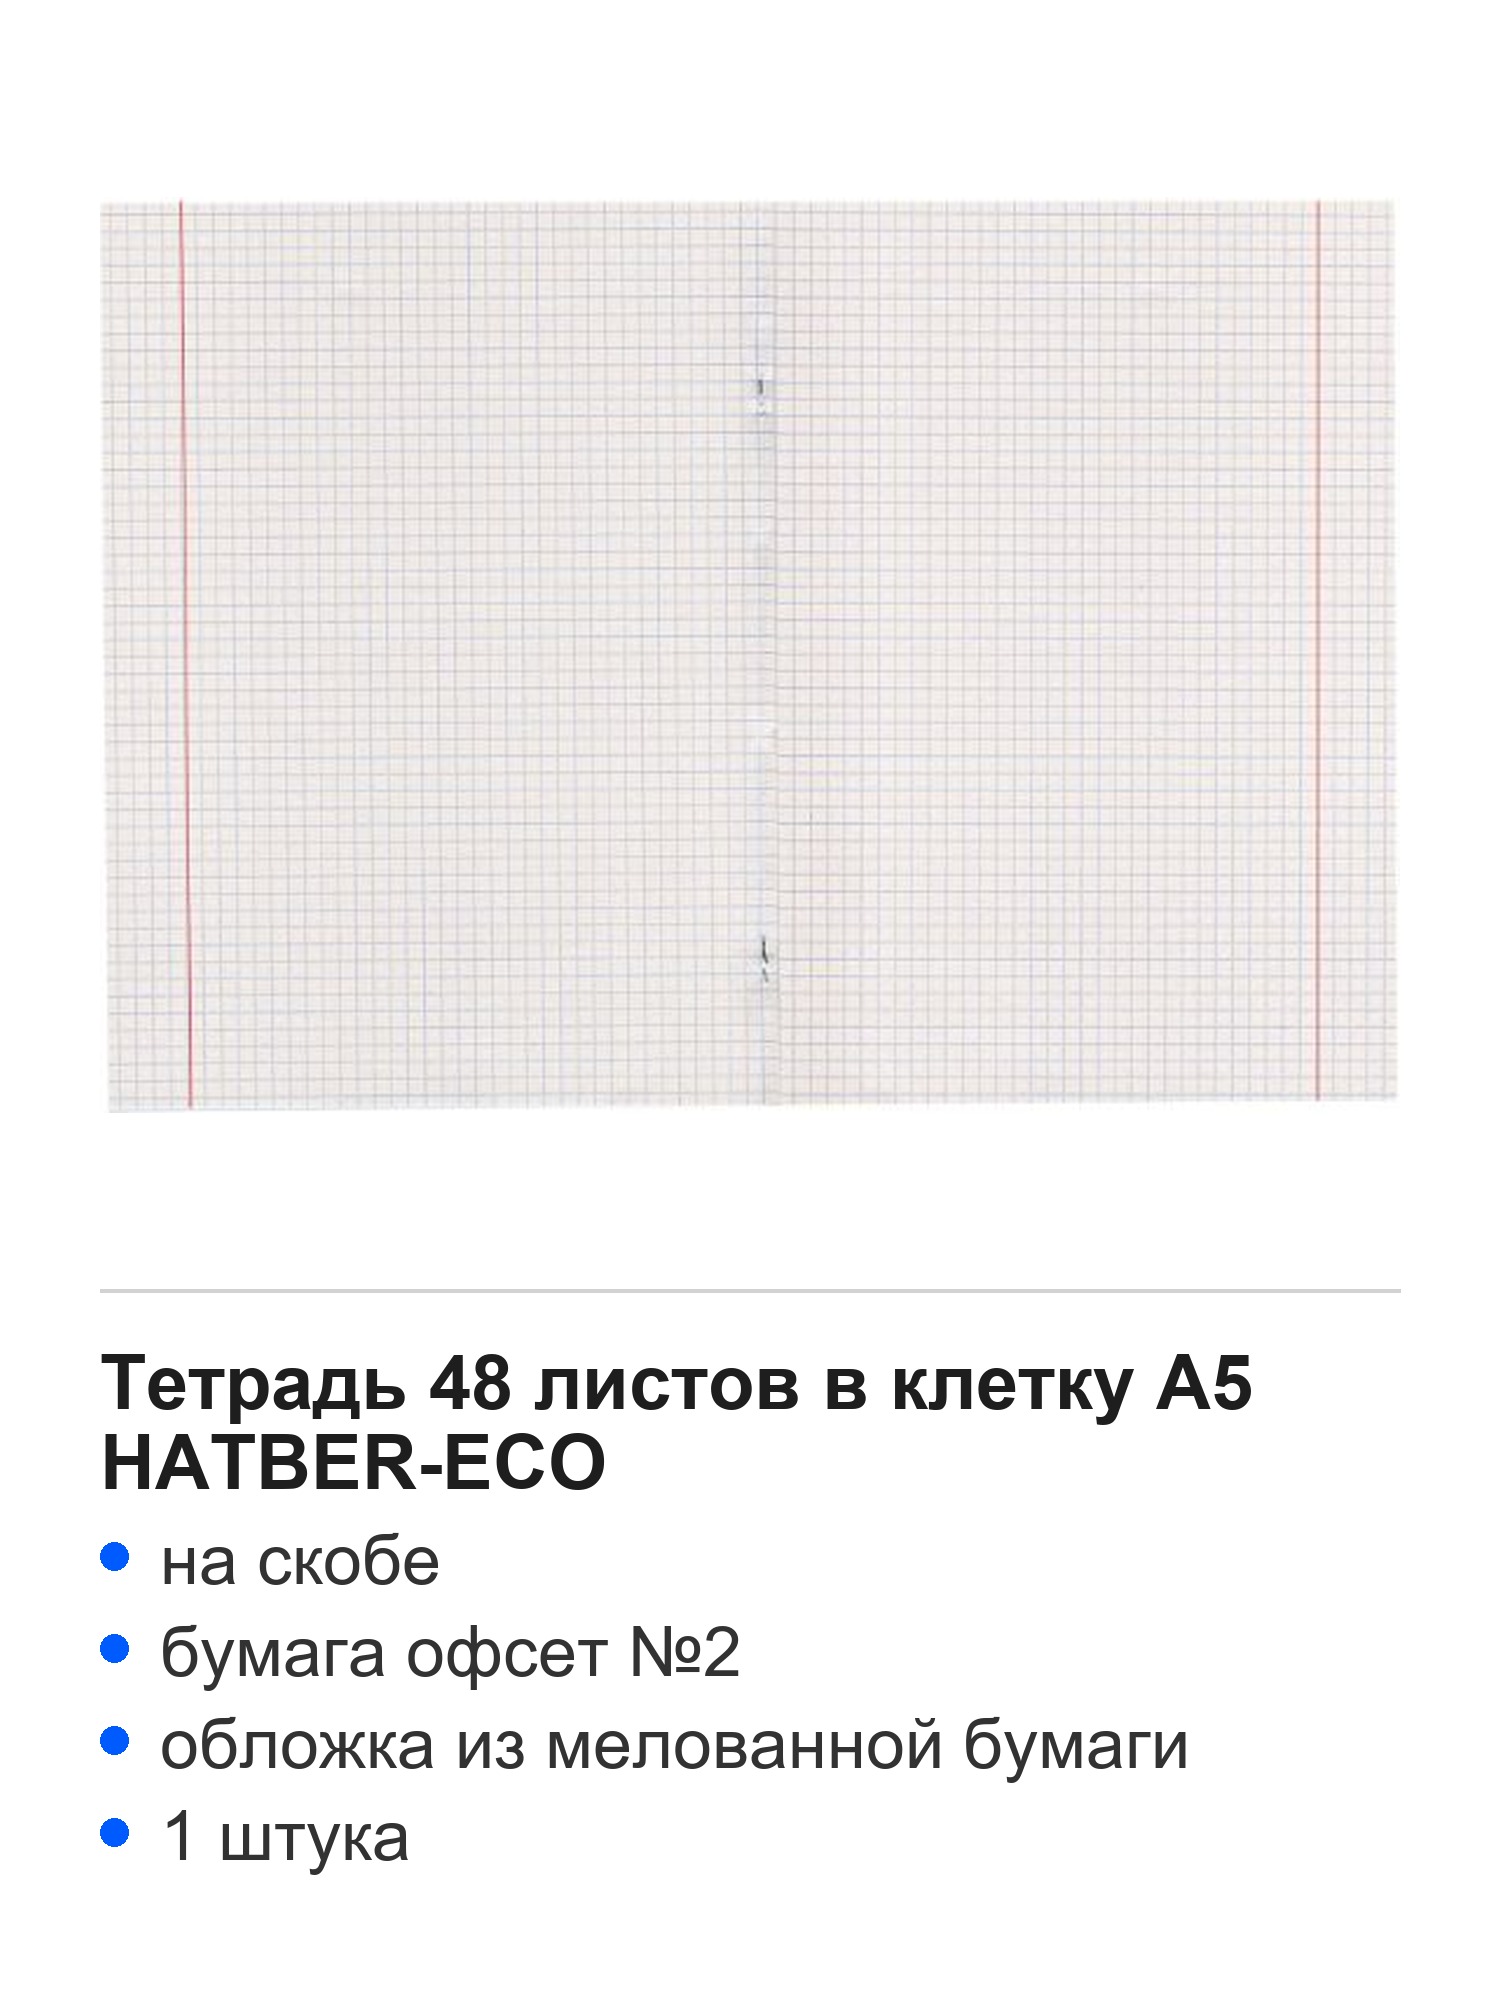 Тетрадь 48 листов в клетку А5
HATBER-ECO
на скобе
бумага офсет №2
обложка из мелованной бумаги
1 штука